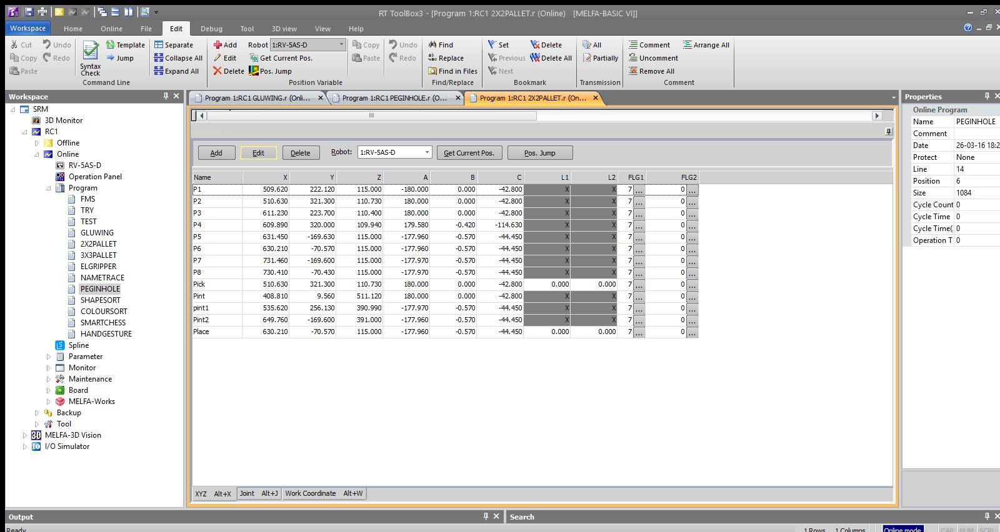 RT ToolBox3 - [Program 1:RC1 2X2PALLET.r (Online) [MELFA-BASIC VI]]
Workspace Home Online File Edit Debug Tool 3D view View Help
Cut Undo Template Separate Add Robot 1:RV-5AS-D Copy Undo Find Set Delete All Comment Arrange All
Copy Redo Jump Collapse All Edit Get Current Pos. Paste Redo Replace Previous Delete All Partially Uncomment
Paste Syntax Check Expand All Delete Pos. Jump Find in Files Next Remove All
Command Line Position Variable Find/Replace Bookmark Transmission Comment
Workspace
SRM
3D Monitor
RC1
Offline
Online
RV-5AS-D
Operation Panel
Program
FMS
TRY
TEST
GLUWING
2X2PALLET
3X3PALLET
ELGRIPPER
NAMETRACE
PEGINHOLE
SHAPESORT
COLOURSORT
SMARTCHESS
HANDGESTURE
Spline
Parameter
Monitor
Maintenance
Board
MELFA-Works
Backup
Tool
MELFA-3D Vision
I/O Simulator
Program 1:RC1 GLUWING.r (Onli... Program 1:RC1 PEGINHOLE.r (O... Program 1:RC1 2X2PALLET.r (On...
Add Edit Delete Robot: 1:RV-5AS-D Get Current Pos. Pos. Jump
Name X Y Z A B C L1 L2 FLG1 FLG2
P1 509.620 222.120 115.000 -180.000 0.000 -42.800 X X 7 ... 0 ...
P2 510.630 321.300 110.730 180.000 0.000 -42.800 X X 7 ... 0 ...
P3 611.230 223.700 110.400 180.000 0.000 -42.800 X X 7 ... 0 ...
P4 609.890 320.000 109.940 179.580 -0.420 -114.630 X X 7 ... 0 ...
P5 631.450 -169.630 115.000 -177.960 -0.570 -44.450 X X 7 ... 0 ...
P6 630.210 -70.570 115.000 -177.960 -0.570 -44.450 X X 7 ... 0 ...
P7 731.460 -169.600 115.000 -177.970 -0.570 -44.450 X X 7 ... 0 ...
P8 730.410 -70.430 115.000 -177.970 -0.570 -44.450 X X 7 ... 0 ...
Pick 510.630 321.300 110.730 180.000 0.000 -42.800 0.000 0.000 7 ... 0 ...
Pint 408.810 9.560 511.120 180.000 0.000 -42.800 X X 7 ... 0 ...
pint1 535.620 256.130 390.990 -177.970 -0.570 -44.450 X X 7 ... 0 ...
Pint2 649.760 -169.600 391.000 -177.960 -0.570 -44.450 X X 7 ... 0 ...
Place 630.210 -70.570 115.000 -177.960 -0.570 -44.450 0.000 0.000 7 ... 0 ...
XYZ Alt+X Joint Alt+J Work Coordinate Alt+W
Properties
Online Program
Name PEGINHOLE
Comment
Date 26-03-16 18:2
Protect None
Line 14
Position 6
Size 1084
Cycle Count 0
Cycle Time 0
Cycle Time(. 0
Operation T 0
Output Search
Ready 1 Rows 1 Columns Online mode CAP NUM SCRL